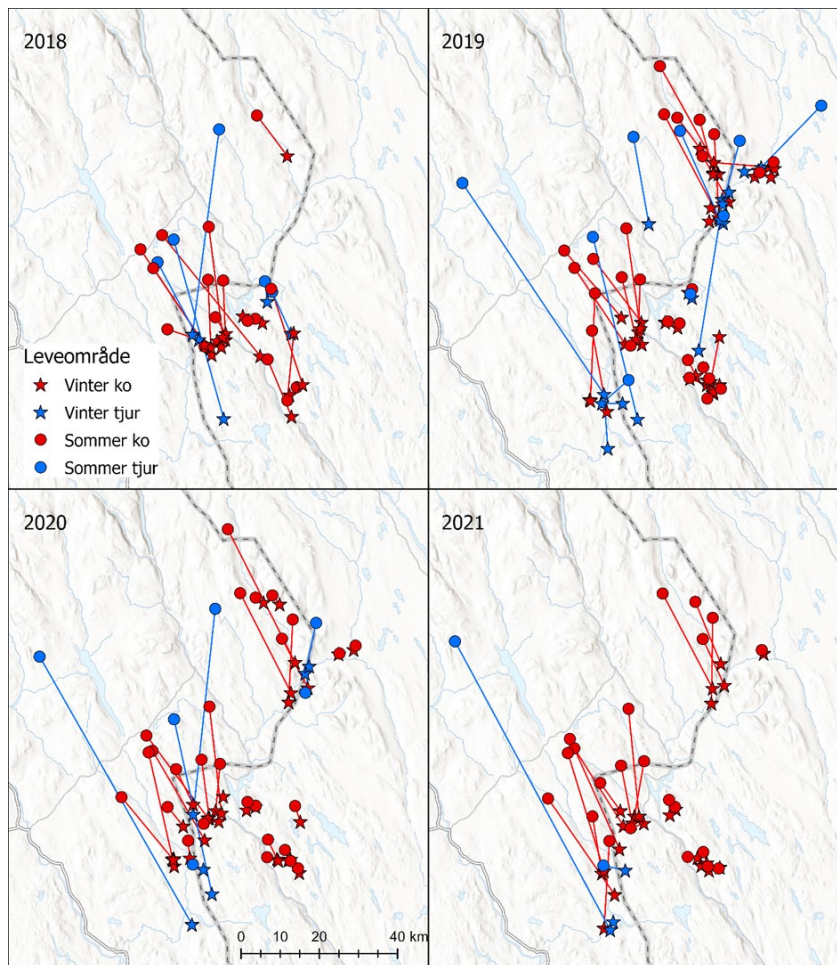 2018
2019
Leveområde
Vinter ko
Vinter tjur
Sommer ko
Sommer tjur
2020
2021
0 10 20 40 km